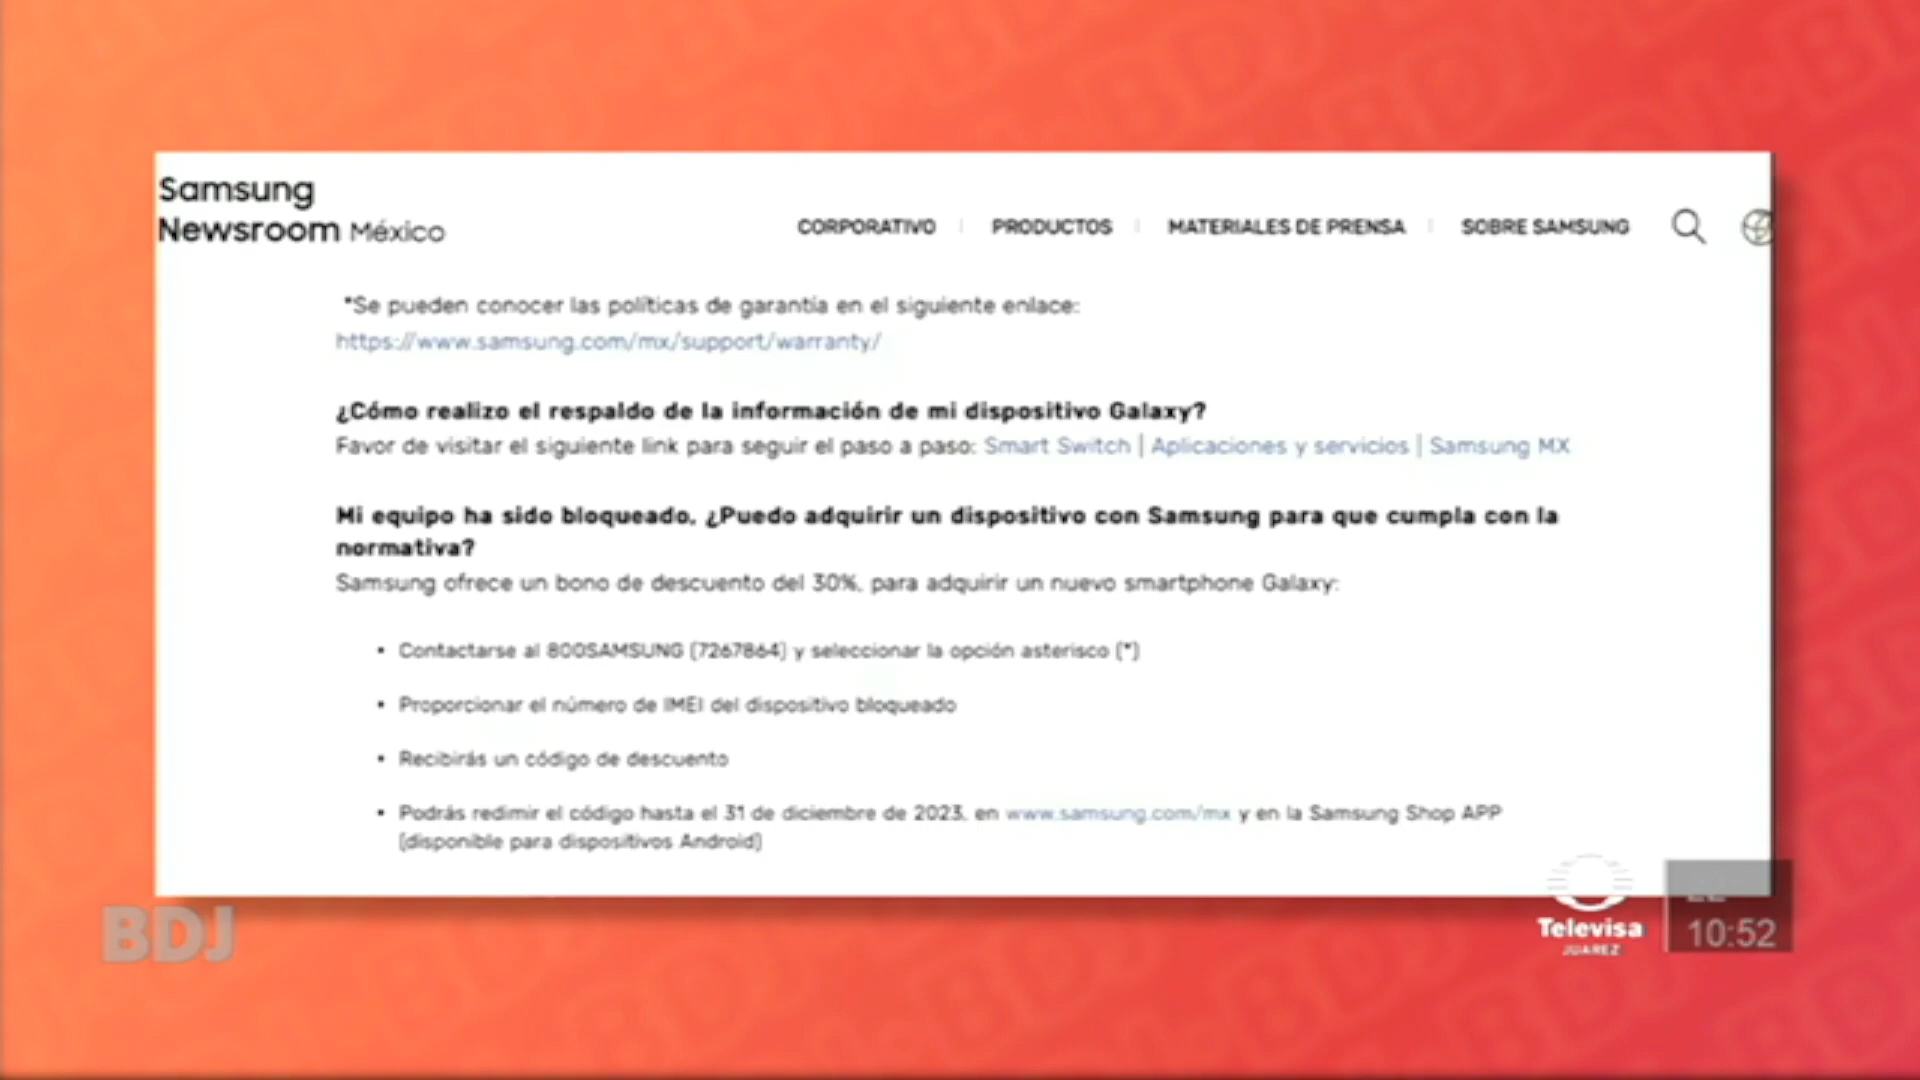 Samsung
Newsroom México
CORPORATIVO
PRODUCTOS
MATERIALES DE PRENSA
SOBRE SAMSUNG
*Se pueden conocer las políticas de garantía en el siguiente enlace:
https://www.samsung.com/mx/support/warranty/
¿Cómo realizo el respaldo de la información de mi dispositivo Galaxy?
Favor de visitar el siguiente link para seguir el paso a paso: Smart Switch | Aplicaciones y servicios | Samsung MX
Mi equipo ha sido bloqueado, ¿Puedo adquirir un dispositivo con Samsung para que cumpla con la
normativa?
Samsung ofrece un bono de descuento del 30%, para adquirir un nuevo smartphone Galaxy:
• Contactarse al 800SAMSUNG (7267864) y seleccionar la opción asterisco (*)
• Proporcionar el número de IMEI del dispositivo bloqueado
• Recibirás un código de descuento
• Podrás redimir el código hasta el 31 de diciembre de 2023, en www.samsung.com/mx y en la Samsung Shop APP
(disponible para dispositivos Android)
BDJ
Televisa
JUAREZ
10:52